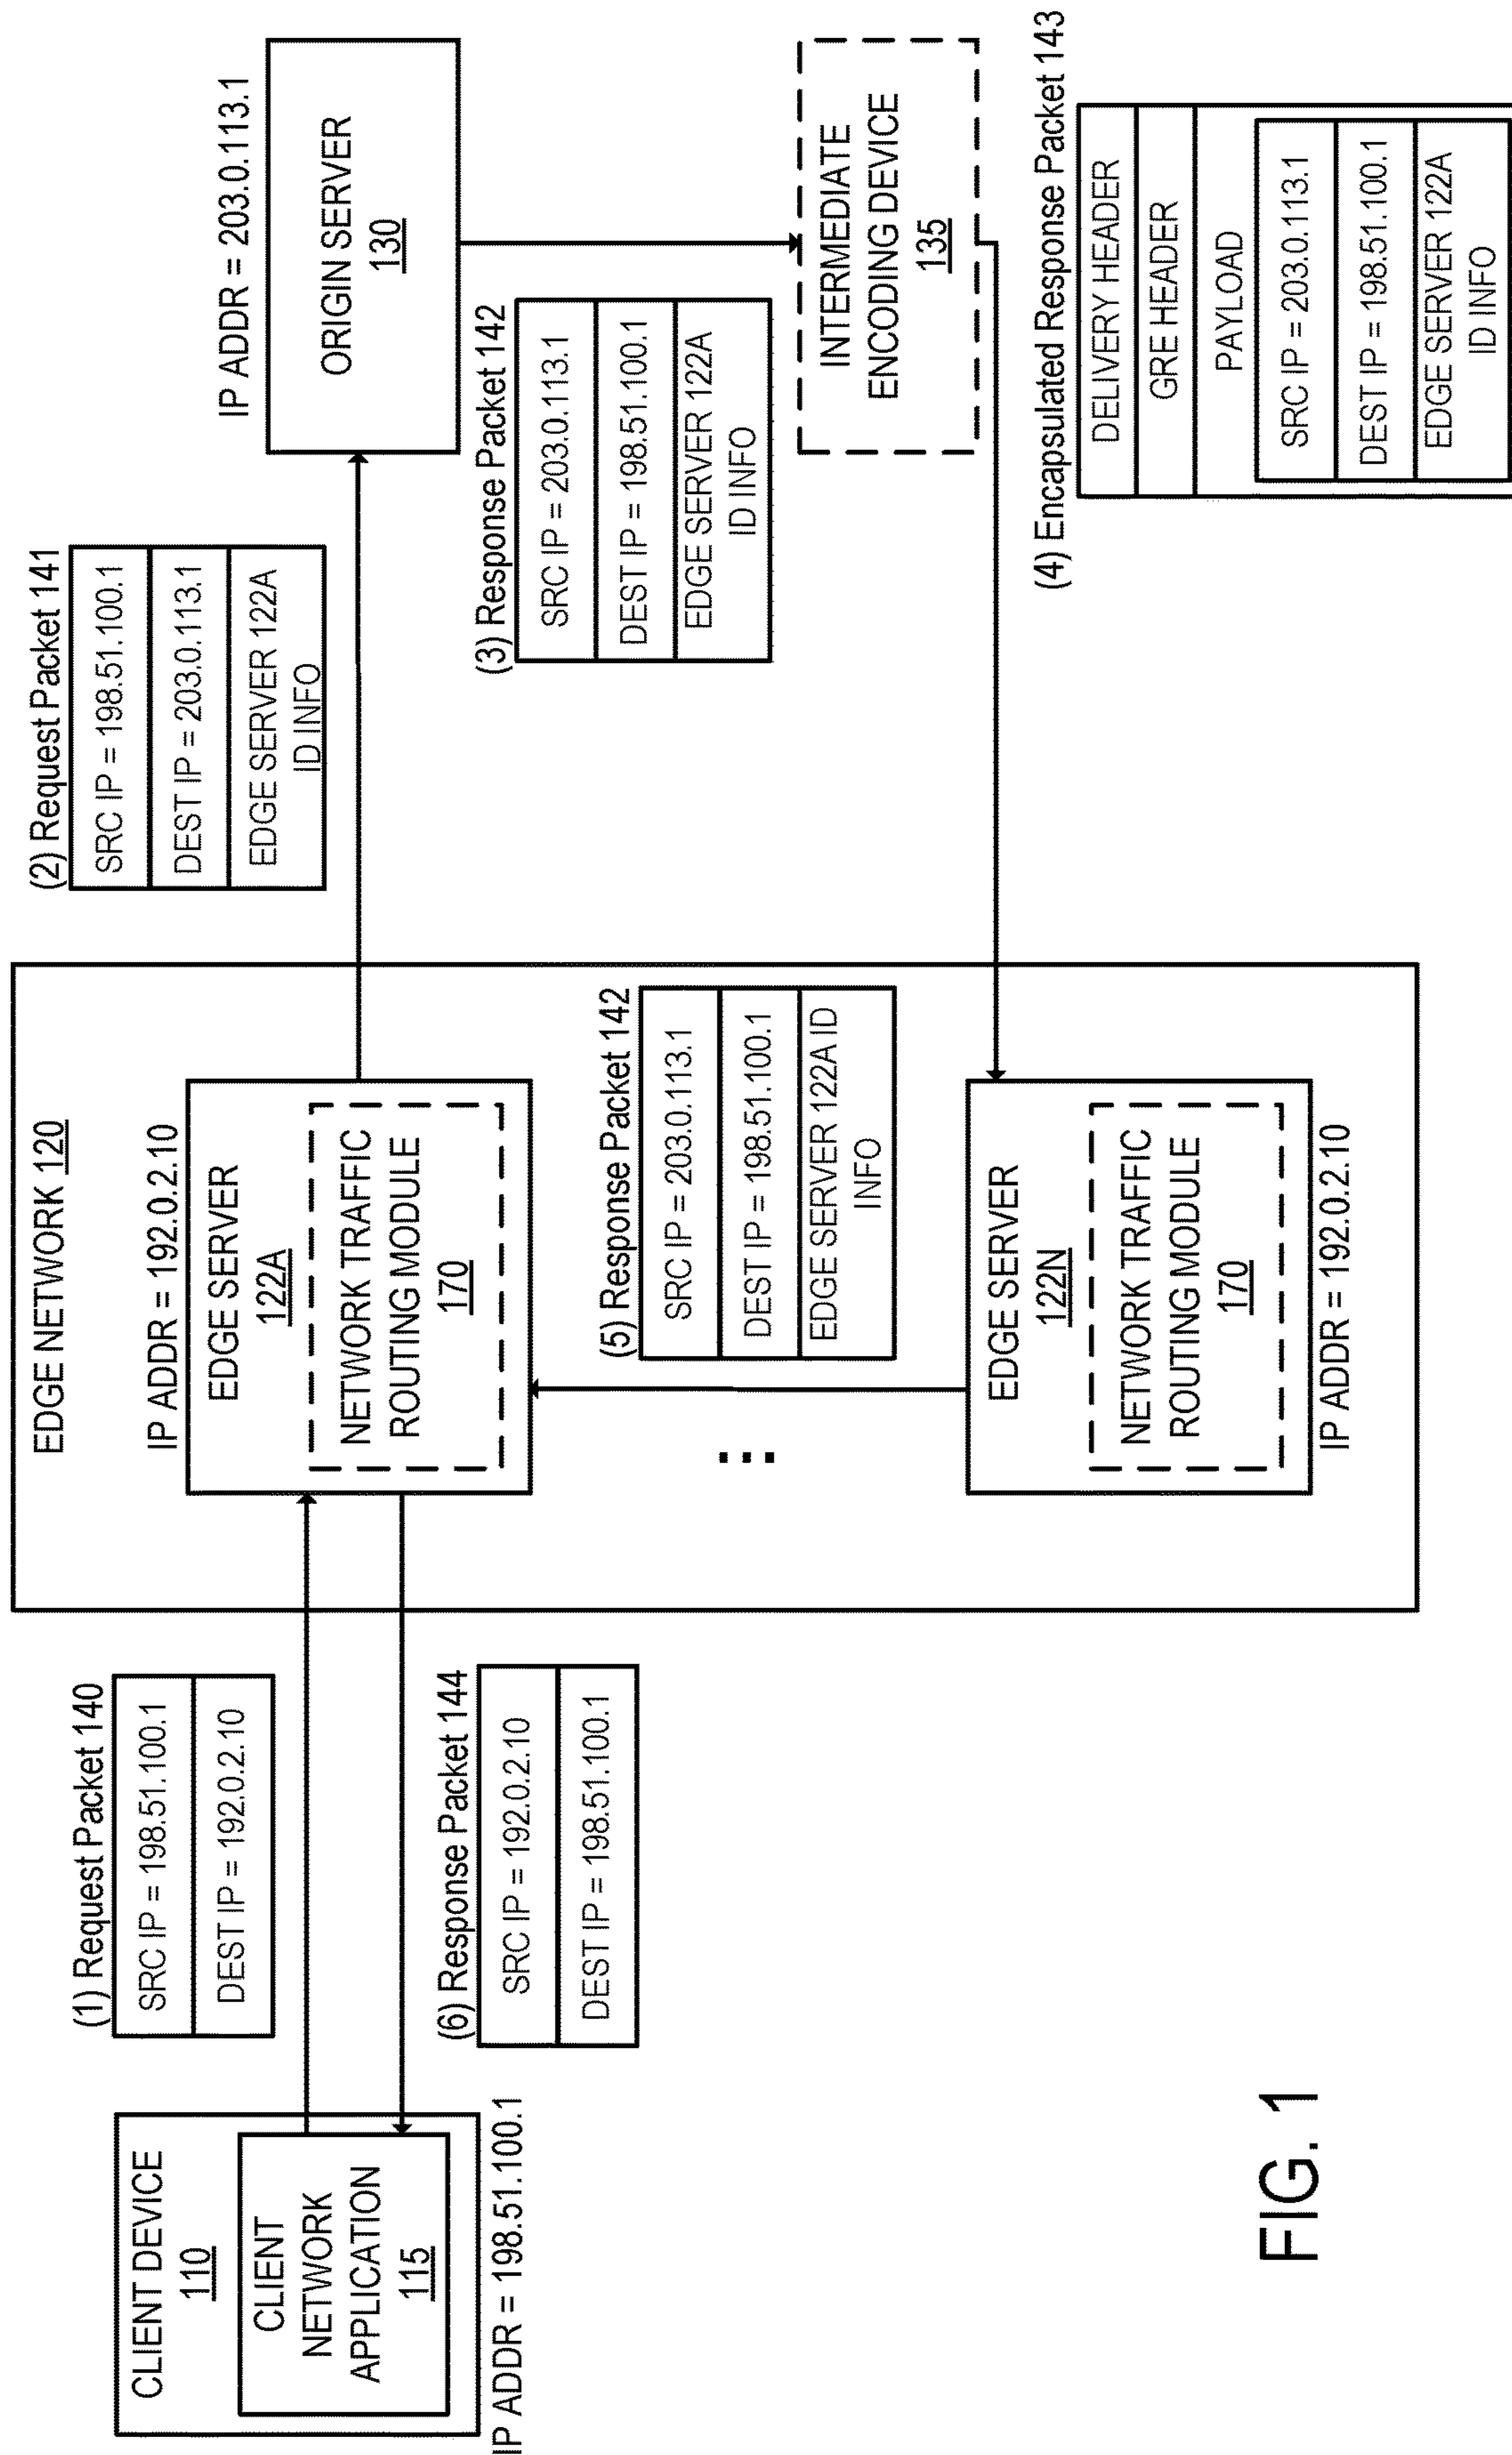 CLIENT DEVICE
110
CLIENT
NETWORK
APPLICATION
115
IP ADDR = 198.51.100.1
(1) Request Packet 140
SRC IP = 198.51.100.1
DEST IP = 192.0.2.10
(6) Response Packet 144
SRC IP = 192.0.2.10
DEST IP = 198.51.100.1
EDGE NETWORK 120
IP ADDR = 192.0.2.10
EDGE SERVER
122A
NETWORK TRAFFIC
ROUTING MODULE
170
(5) Response Packet 142
SRC IP = 203.0.113.1
DEST IP = 198.51.100.1
EDGE SERVER 122A ID
INFO
...
EDGE SERVER
122N
NETWORK TRAFFIC
ROUTING MODULE
170
IP ADDR = 192.0.2.10
(2) Request Packet 141
SRC IP = 198.51.100.1
DEST IP = 203.0.113.1
EDGE SERVER 122A
ID INFO
IP ADDR = 203.0.113.1
ORIGIN SERVER
130
(3) Response Packet 142
SRC IP = 203.0.113.1
DEST IP = 198.51.100.1
EDGE SERVER 122A
ID INFO
INTERMEDIATE
ENCODING DEVICE
135
(4) Encapsulated Response Packet 143
DELIVERY HEADER
GRE HEADER
PAYLOAD
SRC IP = 203.0.113.1
DEST IP = 198.51.100.1
EDGE SERVER 122A
ID INFO
FIG. 1